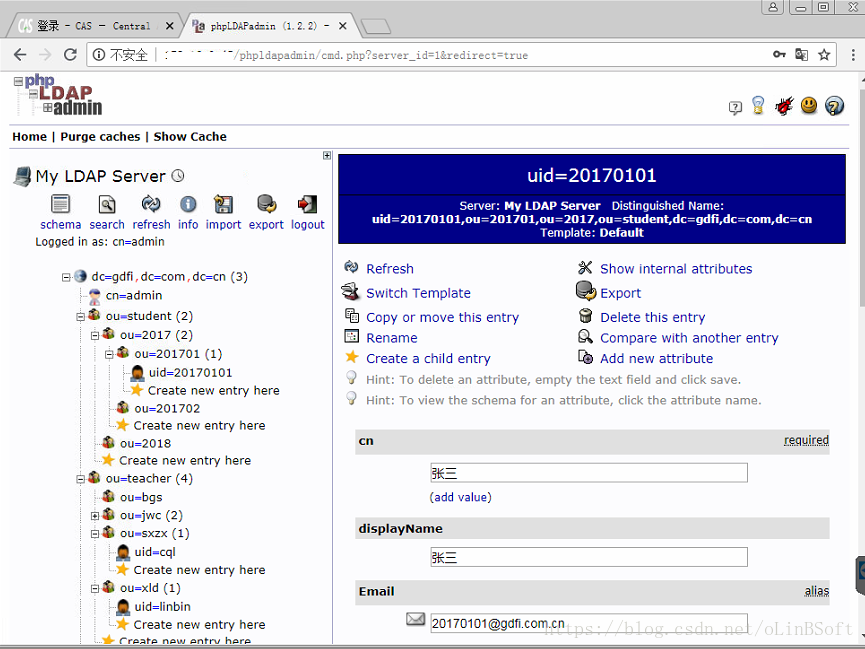 CAS 登录 - CAS – Central
phpLDAPadmin (1.2.2) -
不安全
/phpldapadmin/cmd.php?server_id=1&redirect=true
php
LDAP
admin
Home | Purge caches | Show Cache
My LDAP Server
schema search refresh info import export logout
Logged in as: cn=admin
dc=gdfi,dc=com,dc=cn (3)
cn=admin
ou=student (2)
ou=2017 (2)
ou=201701 (1)
uid=20170101
Create new entry here
ou=201702
Create new entry here
ou=2018
Create new entry here
ou=teacher (4)
ou=bgs
ou=jwc (2)
ou=sxzx (1)
uid=cql
Create new entry here
ou=xld (1)
uid=linbin
Create new entry here
Create new entry here
uid=20170101
Server: My LDAP Server Distinguished Name:
uid=20170101,ou=201701,ou=2017,ou=student,dc=gdfi,dc=com,dc=cn
Template: Default
Refresh Show internal attributes
Switch Template Export
Copy or move this entry Delete this entry
Rename Compare with another entry
Create a child entry Add new attribute
Hint: To delete an attribute, empty the text field and click save.
Hint: To view the schema for an attribute, click the attribute name.
cn required
张三
(add value)
displayName
张三
Email alias
20170101@gdfi.com.cn
https://blog.csdn.net/oLinBSoft